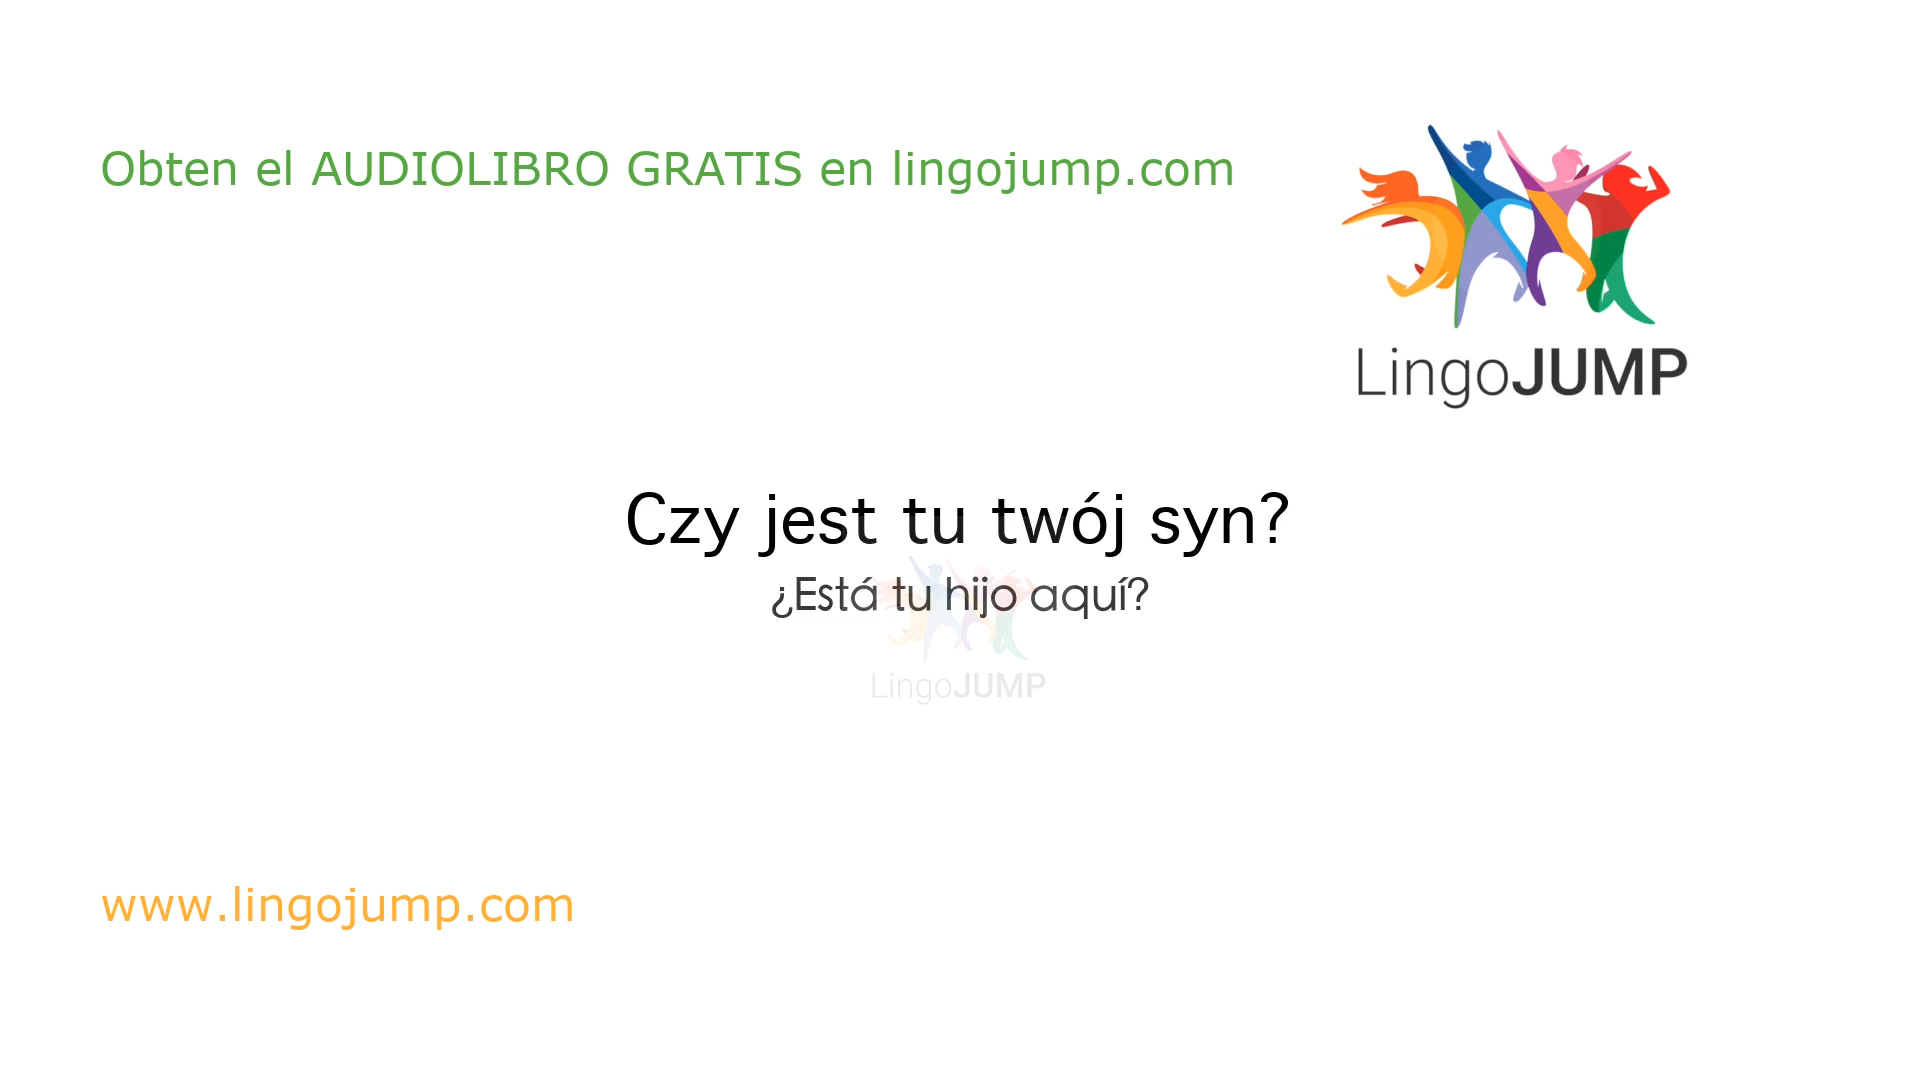 Obten el AUDIOLIBRO GRATIS en lingojump.com
LingoJUMP
Czy jest tu twój syn?
¿Está tu hijo aquí?
LingoJUMP
www.lingojump.com